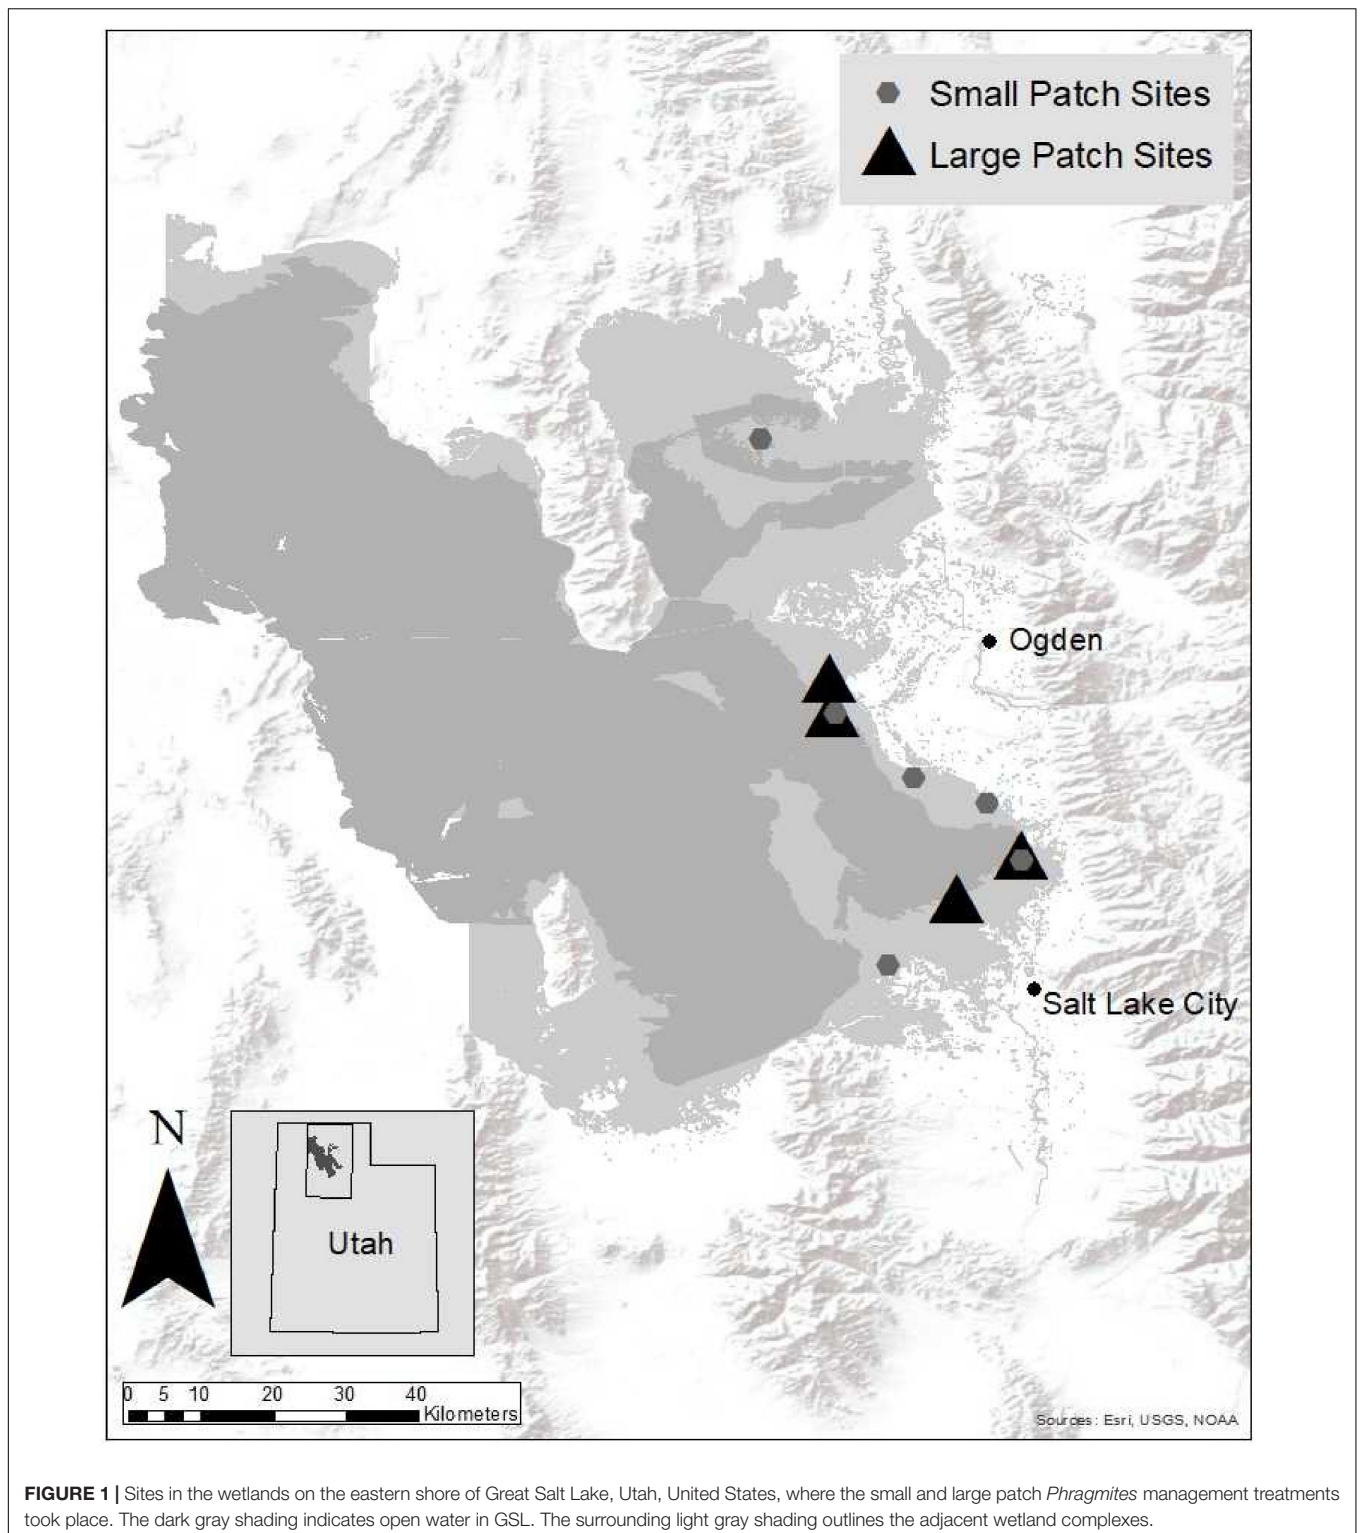 Small Patch Sites
Large Patch Sites
Ogden
Salt Lake City
N
Utah
0 5 10 20 30 40
Kilometers
Sources: Esri, USGS, NOAA
FIGURE 1 | Sites in the wetlands on the eastern shore of Great Salt Lake, Utah, United States, where the small and large patch Phragmites management treatments
took place. The dark gray shading indicates open water in GSL. The surrounding light gray shading outlines the adjacent wetland complexes.